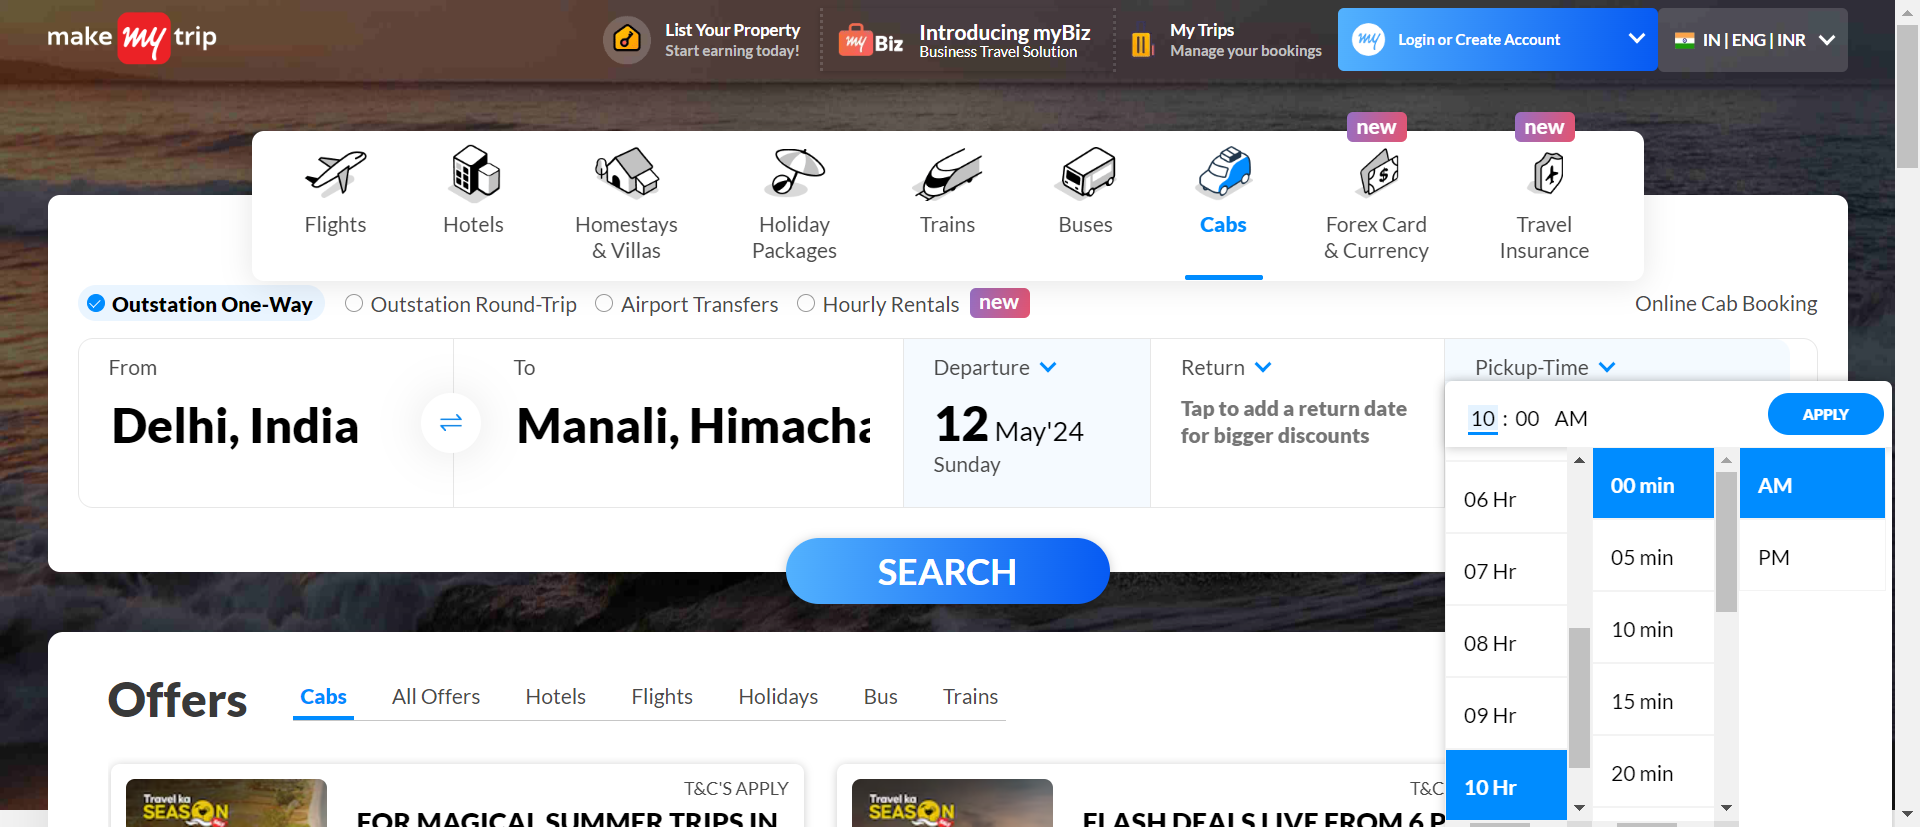 make my trip
List Your Property
Start earning today!
my Biz
Introducing myBiz
Business Travel Solution
My Trips
Manage your bookings
my Login or Create Account
IN | ENG | INR
new
new
Flights
Hotels
Homestays
& Villas
Holiday
Packages
Trains
Buses
Cabs
Forex Card
& Currency
Travel
Insurance
Outstation One-Way
Outstation Round-Trip
Airport Transfers
Hourly Rentals
new
Online Cab Booking
From
Delhi, India
To
Manali, Himacha
Departure
12 May'24
Sunday
Return
Tap to add a return date
for bigger discounts
Pickup-Time
10 : 00 AM
APPLY
06 Hr
07 Hr
08 Hr
09 Hr
10 Hr
00 min
05 min
10 min
15 min
20 min
AM
PM
SEARCH
Offers
Cabs
All Offers
Hotels
Flights
Holidays
Bus
Trains
Travel ka
SEASON
T&C'S APPLY
FOR MAGICAL SUMMER TRIPS IN
Travel ka
SEASON
T&C
FLASH DEALS LIVE FROM 6 P